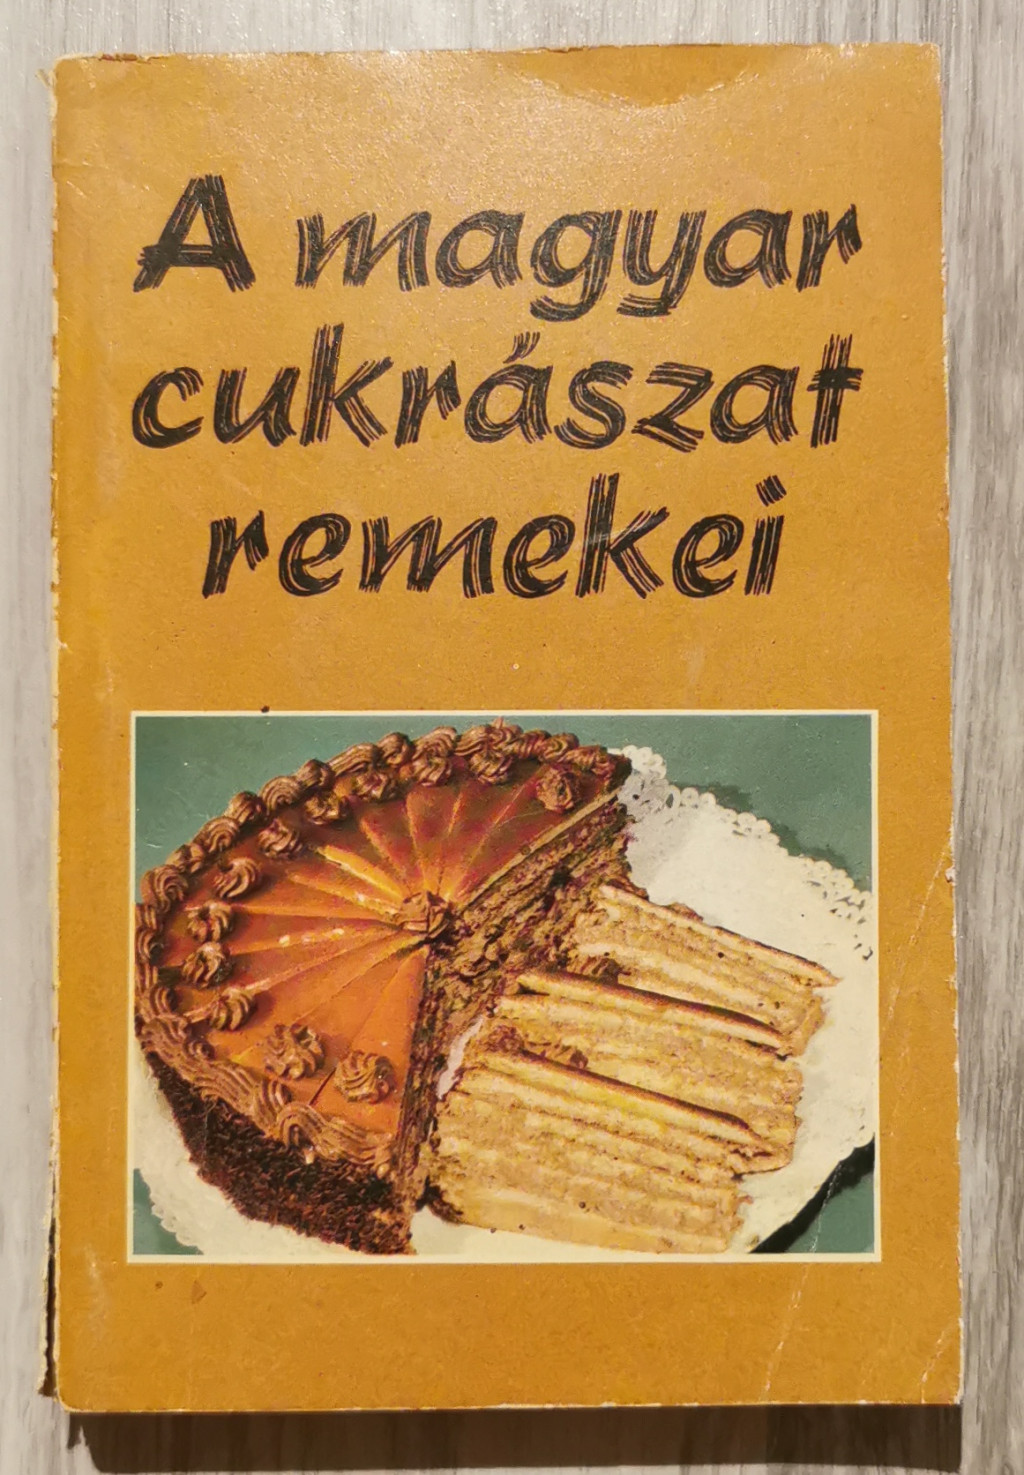 A magyar
cukrászat
remekei